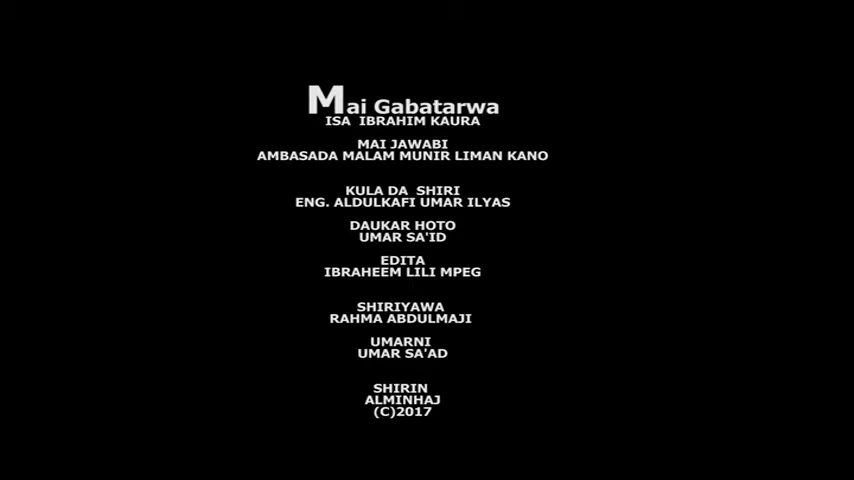 Mai Gabatarwa
ISA IBRAHIM KAURA
MAI JAWABI
AMBASADA MALAM MUNIR LIMAN KANO
KULA DA SHIRI
ENG. ALDULKAFI UMAR ILYAS
DAUKAR HOTO
UMAR SA'ID
EDITA
IBRAHEEM LILI MPEG
SHIRIYAWA
RAHMA ABDULMAJI
UMARNI
UMAR SA'AD
SHIRIN
ALMINHAJ
(C)2017